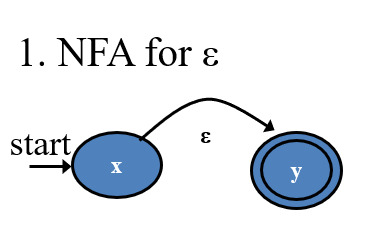 1. NFA for ε
start
x
ε
y